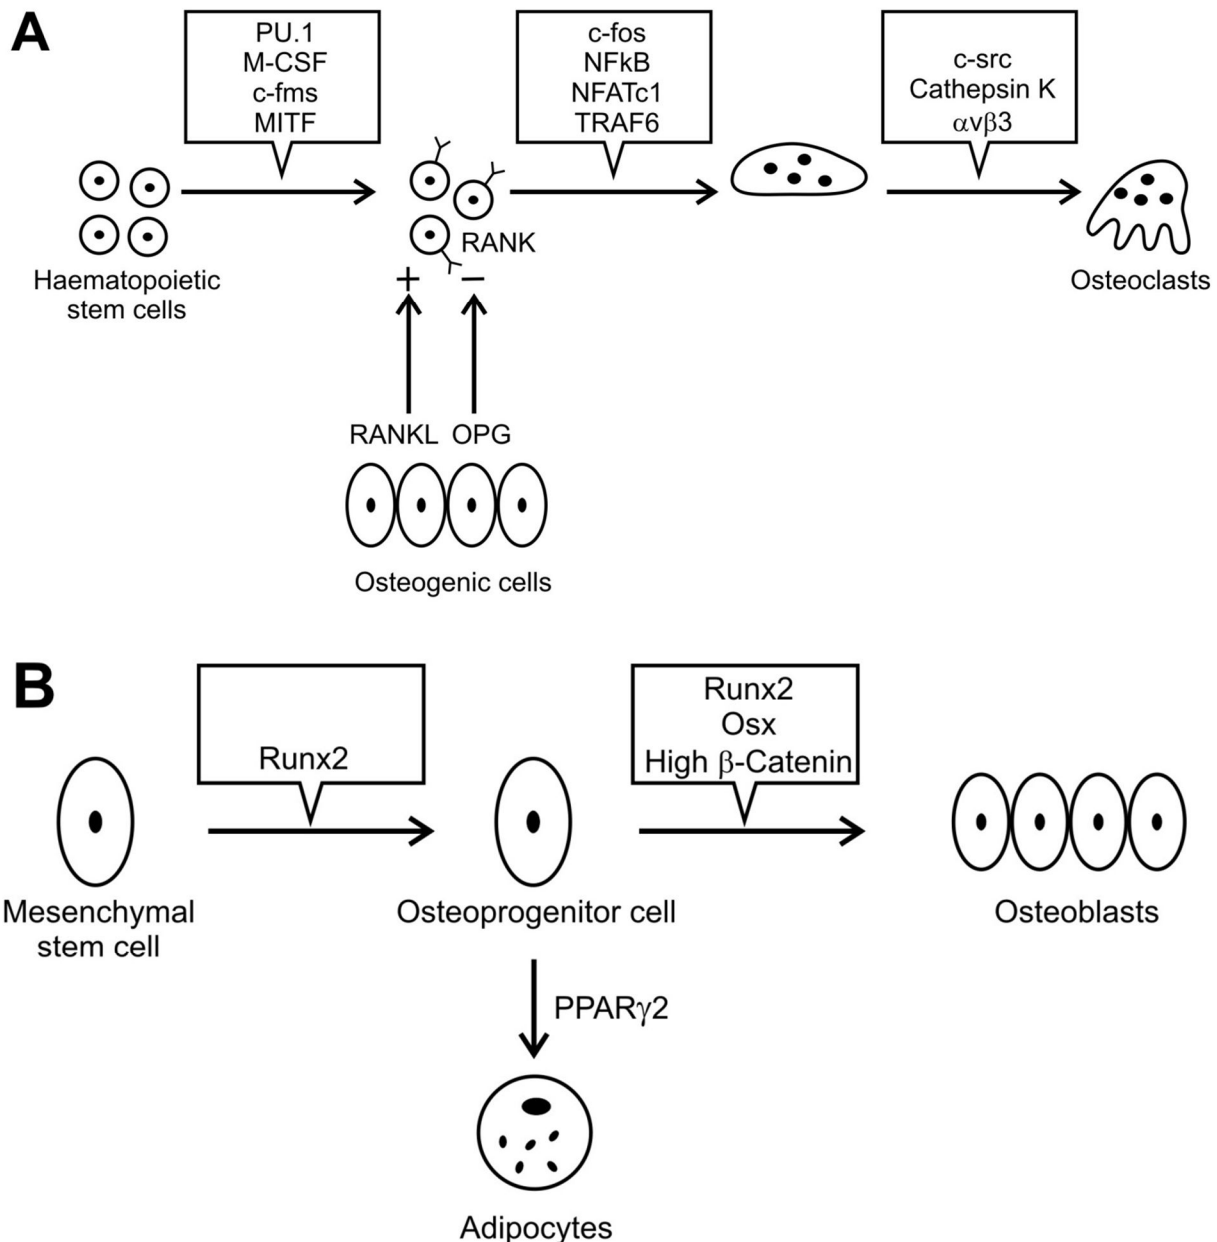 A
PU.1
M-CSF
c-fms
MITF
c-fos
NFkB
NFATc1
TRAF6
c-src
Cathepsin K
αvβ3
Haematopoietic
stem cells
RANK
+ −
Osteoclasts
RANKL OPG
Osteogenic cells
B
Runx2
Runx2
Osx
High β-Catenin
Mesenchymal
stem cell
Osteoprogenitor cell
Osteoblasts
PPARγ2
Adipocytes